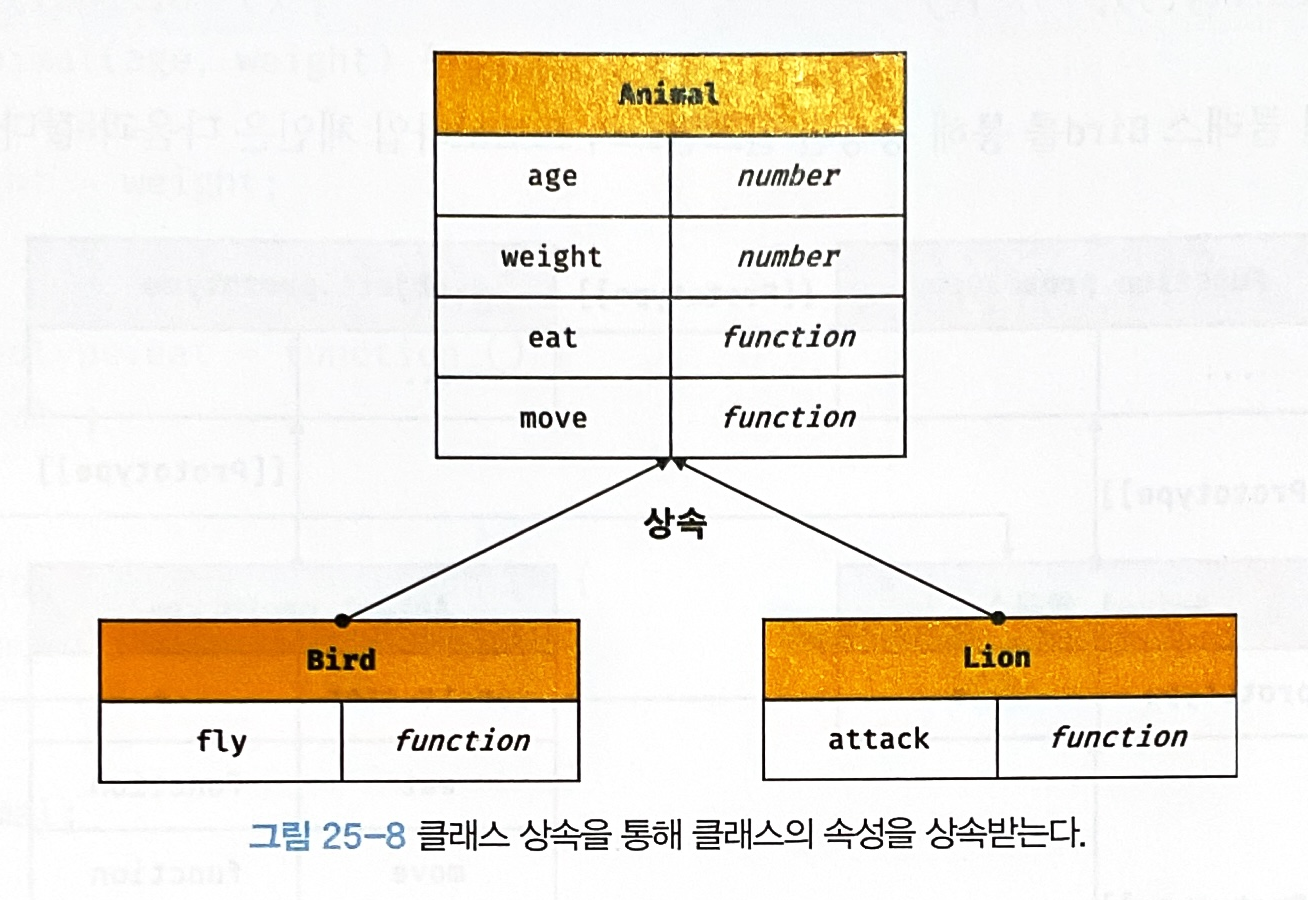 Animal
age number
weight number
eat function
move function
상속
Bird
fly function
Lion
attack function
그림 25-8 클래스 상속을 통해 클래스의 속성을 상속받는다.